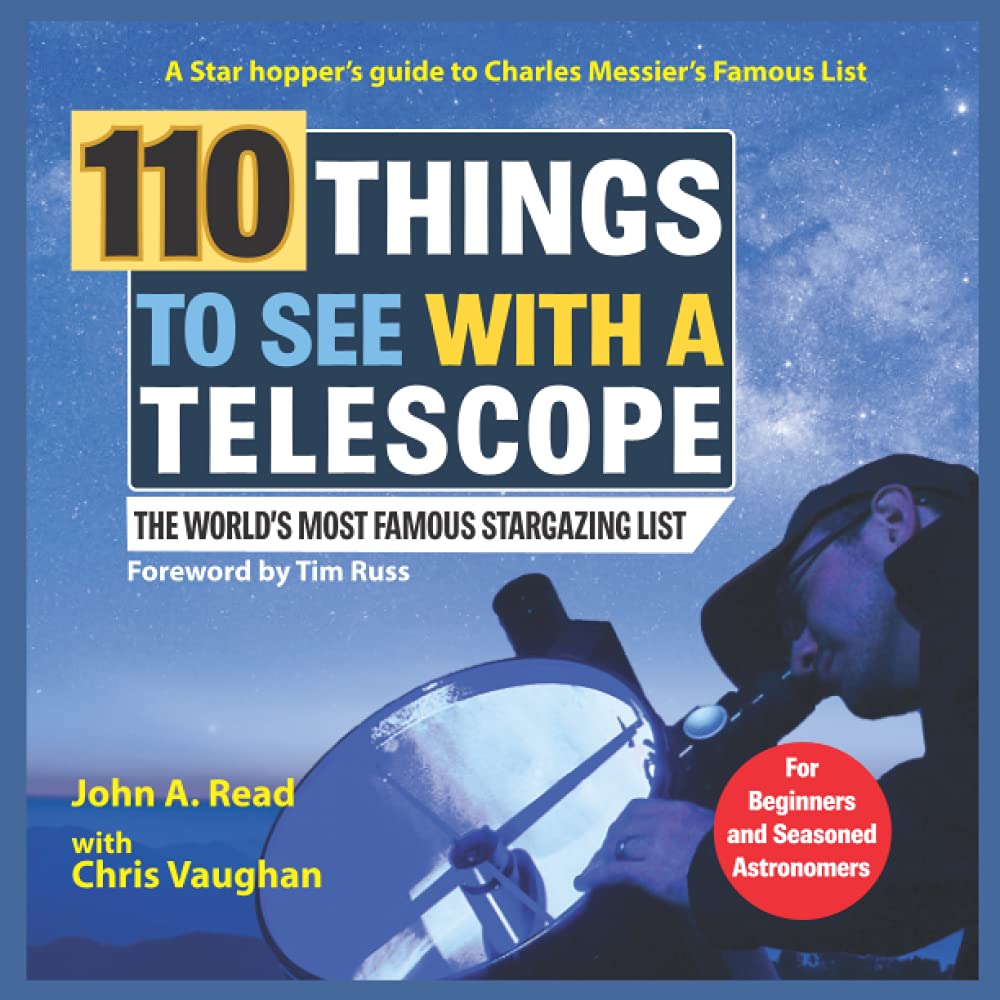 A Star hopper's guide to Charles Messier's Famous List
110 THINGS
TO SEE WITH A
TELESCOPE
THE WORLD'S MOST FAMOUS STARGAZING LIST
Foreword by Tim Russ
John A. Read
with
Chris Vaughan
For
Beginners
and Seasoned
Astronomers